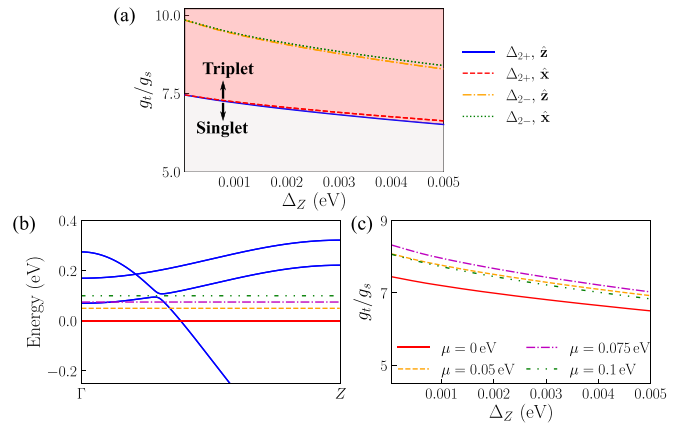 (a)
10.0
7.5
5.0
g_t/g_s
Triplet
Singlet
0.001 0.002 0.003 0.004 0.005
Δ_Z (eV)
Δ_{2+}, ẑ
Δ_{2+}, x̂
Δ_{2−}, ẑ
Δ_{2−}, x̂
(b)
0.4
0.2
0.0
−0.2
Energy (eV)
Γ Z
(c)
9
7
5
g_t/g_s
μ = 0 eV
μ = 0.05 eV
μ = 0.075 eV
μ = 0.1 eV
0.001 0.002 0.003 0.004 0.005
Δ_Z (eV)